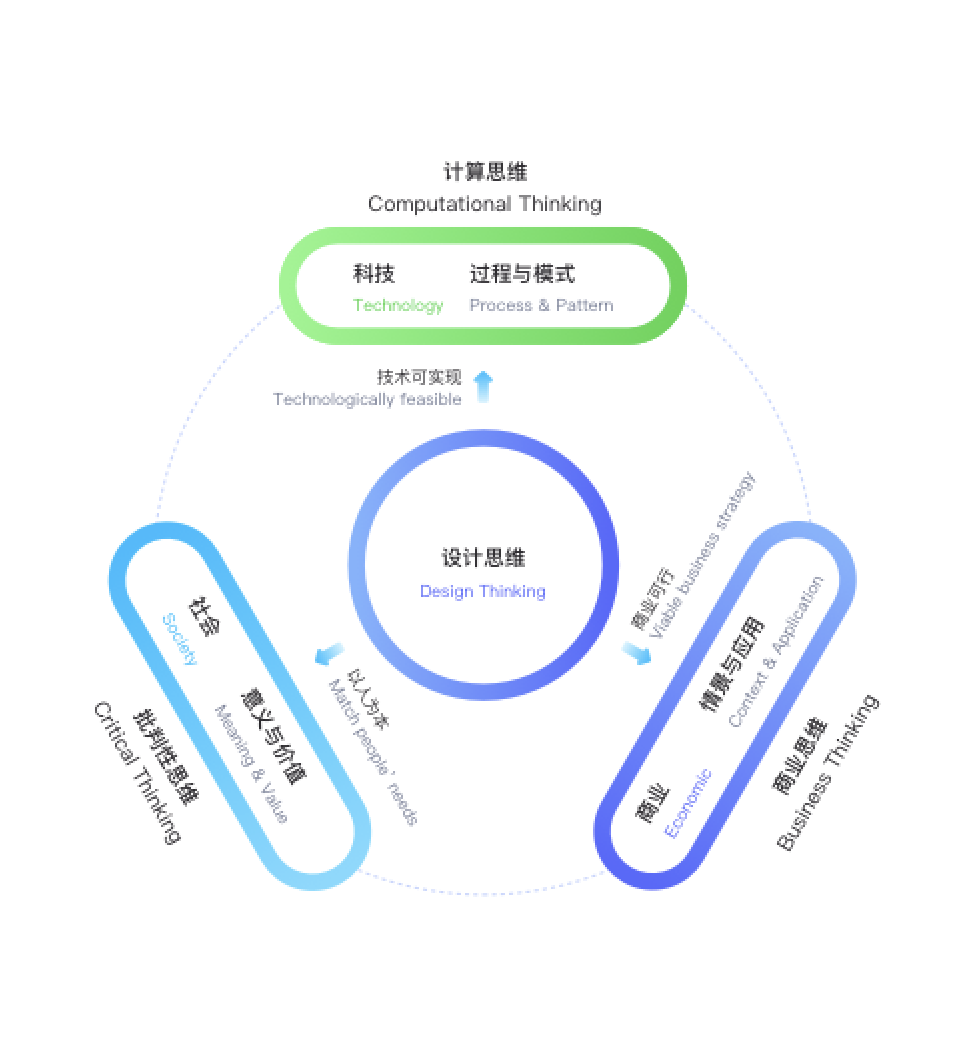 计算思维
Computational Thinking
科技
Technology
过程与模式
Process & Pattern
技术可实现
Technologically feasible
设计思维
Design Thinking
商业可行
Viable business strategy
以人为本
Match people' needs
社会
Society
意义与价值
Meaning & Value
批判性思维
Critical Thinking
情景与应用
Context & Application
商业
Economic
商业思维
Business Thinking